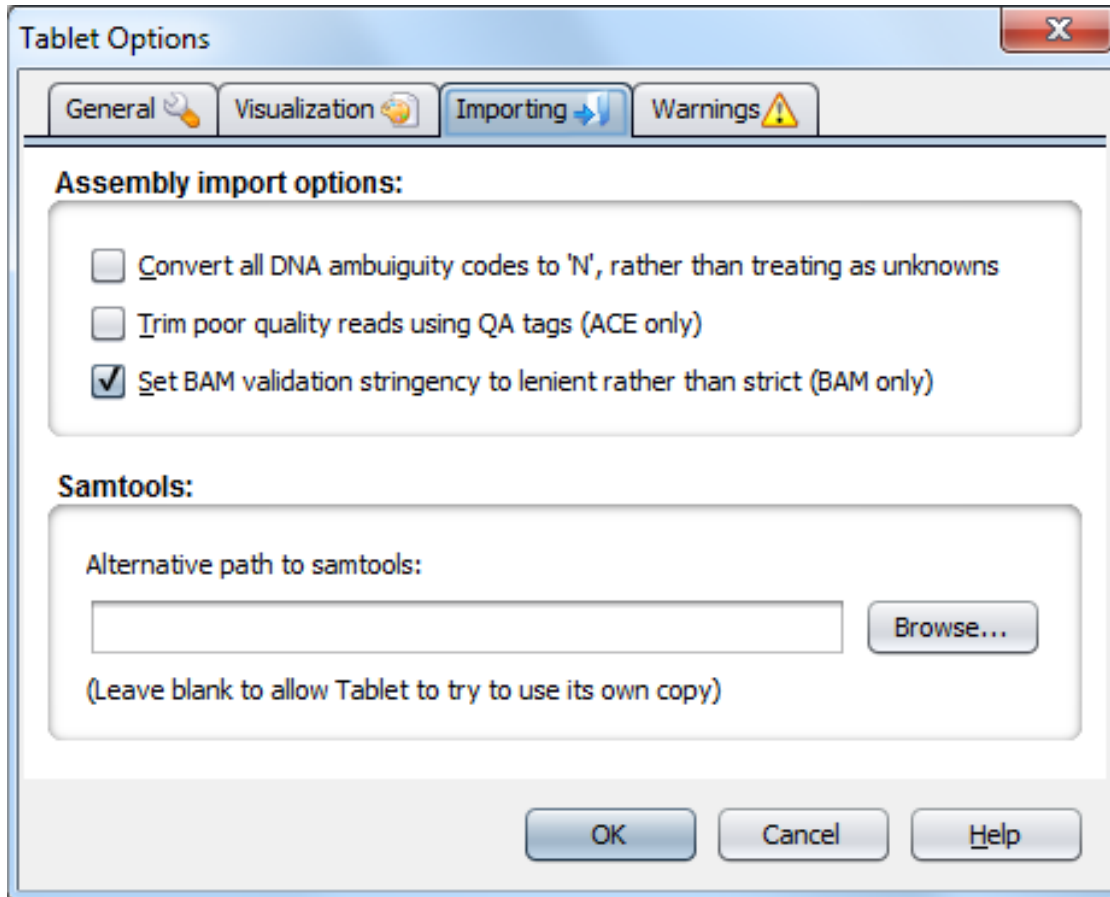 Tablet Options
General
Visualization
Importing
Warnings
Assembly import options:
Convert all DNA ambuiguity codes to 'N', rather than treating as unknowns
Trim poor quality reads using QA tags (ACE only)
Set BAM validation stringency to lenient rather than strict (BAM only)
Samtools:
Alternative path to samtools:
Browse...
(Leave blank to allow Tablet to try to use its own copy)
OK
Cancel
Help